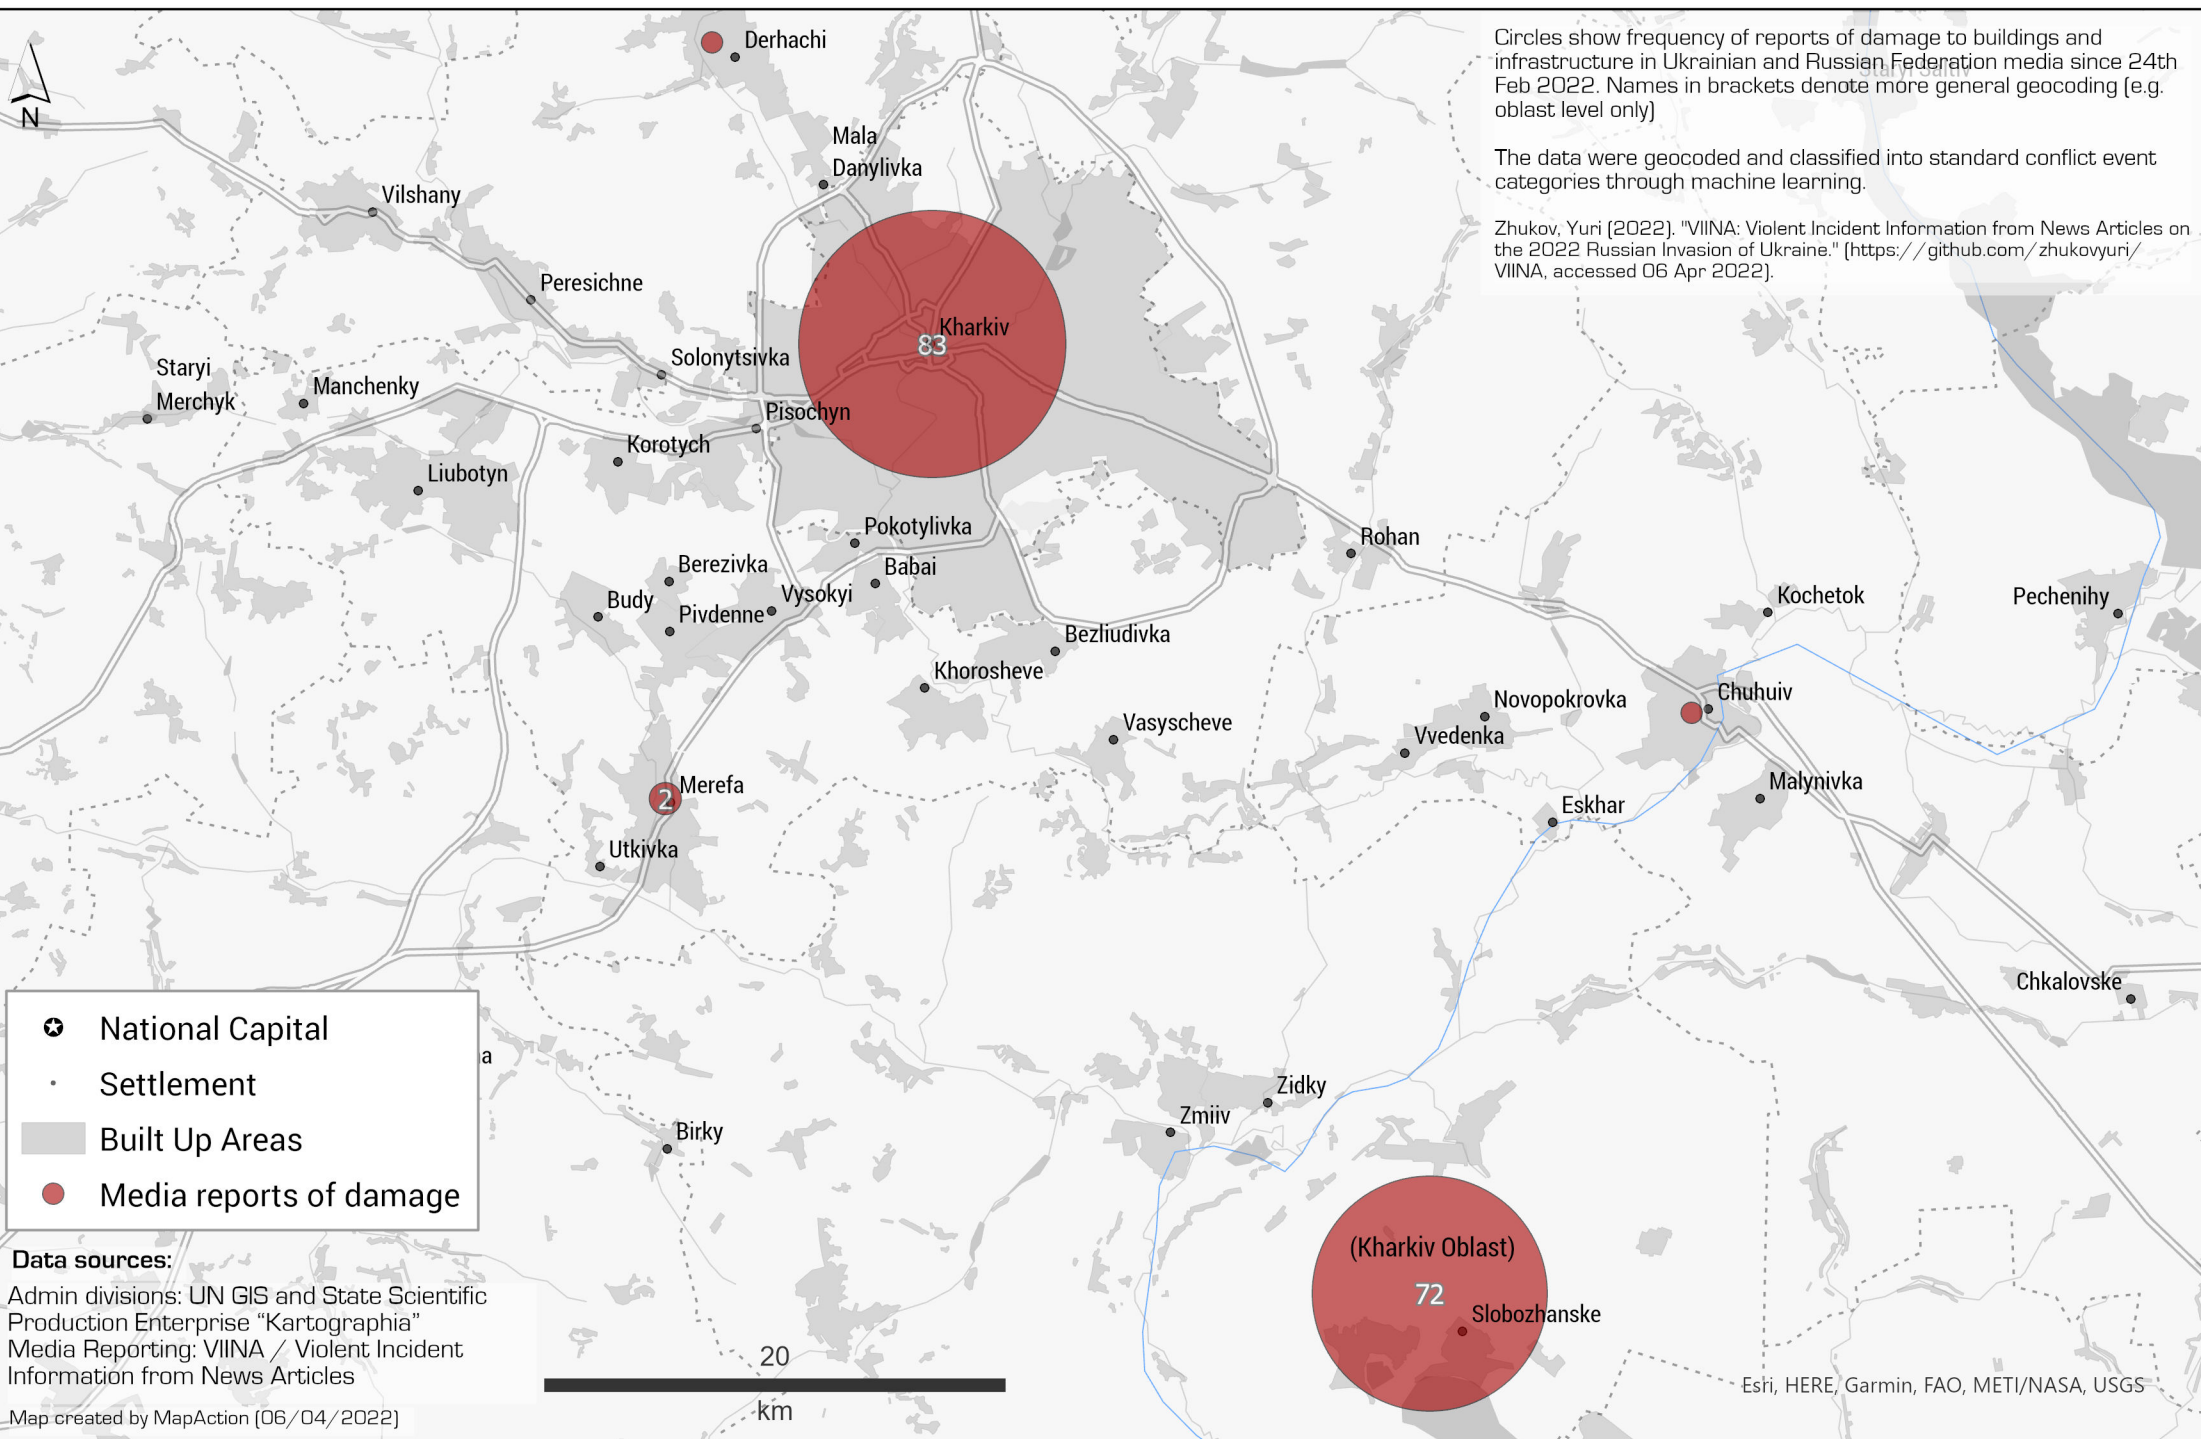 Circles show frequency of reports of damage to buildings and
infrastructure in Ukrainian and Russian Federation media since 24th
Feb 2022. Names in brackets denote more general geocoding (e.g.
oblast level only)
The data were geocoded and classified into standard conflict event
categories through machine learning.
Zhukov, Yuri (2022). "VIINA: Violent Incident Information from News Articles on
the 2022 Russian Invasion of Ukraine." (https://github.com/zhukovyuri/
VIINA, accessed 06 Apr 2022).
Staryi Saltiv
N
Derhachi
Mala
Danylivka
Vilshany
Peresichne
Kharkiv
83
Solonytsivka
Staryi
Merchyk
Manchenky
Pisochyn
Korotych
Liubotyn
Pokotylivka
Rohan
Berezivka
Babai
Budy
Vysokyi
Pivdenne
Kochetok
Pechenihy
Bezliudivka
Khorosheve
Chuhuiv
Novopokrovka
Vasyscheve
Vvedenka
Merefa
2
Malynivka
Eskhar
Utkivka
Chkalovske
National Capital
a
Settlement
Zidky
Zmiiv
Birky
Built Up Areas
Media reports of damage
(Kharkiv Oblast)
72
Slobozhanske
Data sources:
Admin divisions: UN GIS and State Scientific
Production Enterprise “Kartographia”
Media Reporting: VIINA / Violent Incident
Information from News Articles
Map created by MapAction (06/04/2022)
20
km
Esri, HERE, Garmin, FAO, METI/NASA, USGS